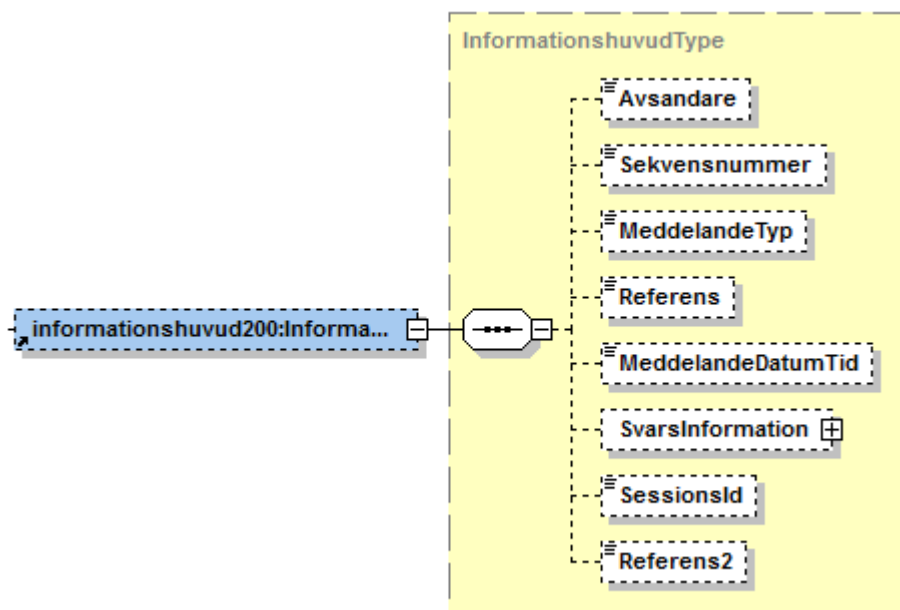 InformationshuvudType
Avsandare
Sekvensnummer
MeddelandeTyp
Referens
informationshuvud200:Informa...
MeddelandeDatumTid
SvarsInformation
SessionsId
Referens2